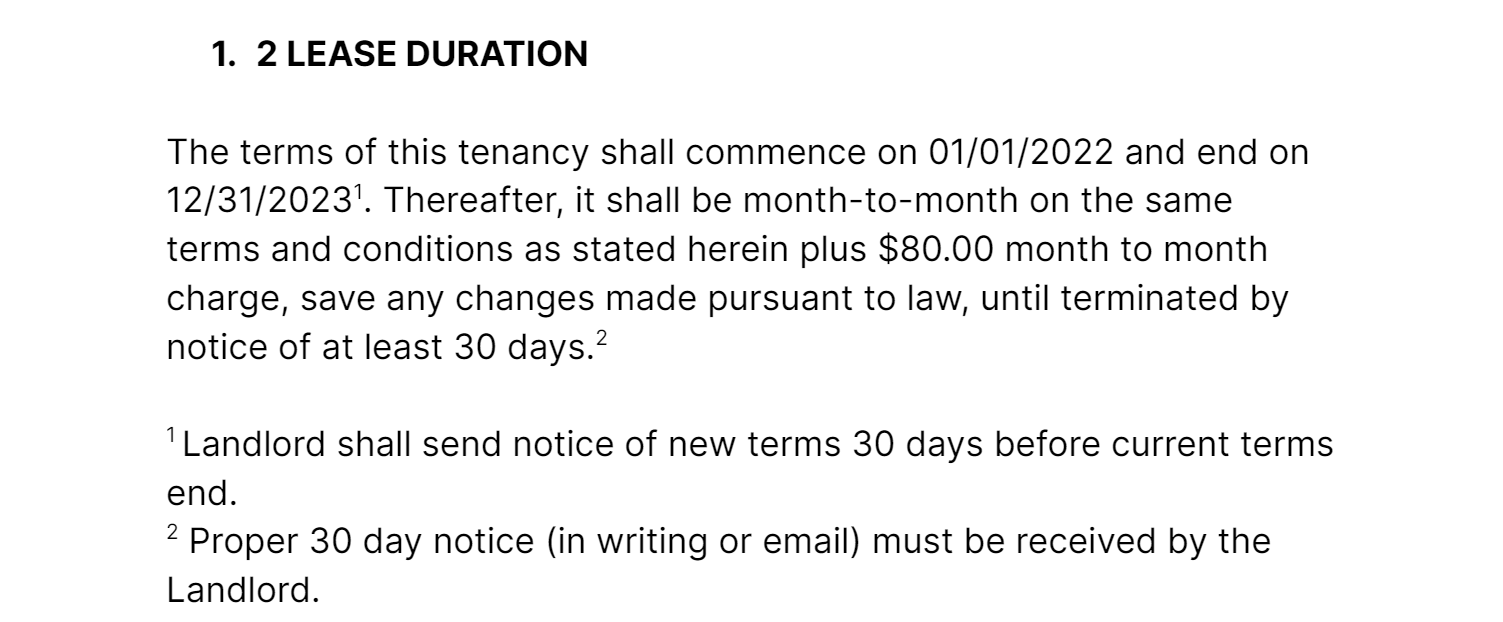 1. 2 LEASE DURATION
The terms of this tenancy shall commence on 01/01/2022 and end on
12/31/2023¹. Thereafter, it shall be month-to-month on the same
terms and conditions as stated herein plus $80.00 month to month
charge, save any changes made pursuant to law, until terminated by
notice of at least 30 days.²
¹ Landlord shall send notice of new terms 30 days before current terms
end.
² Proper 30 day notice (in writing or email) must be received by the
Landlord.